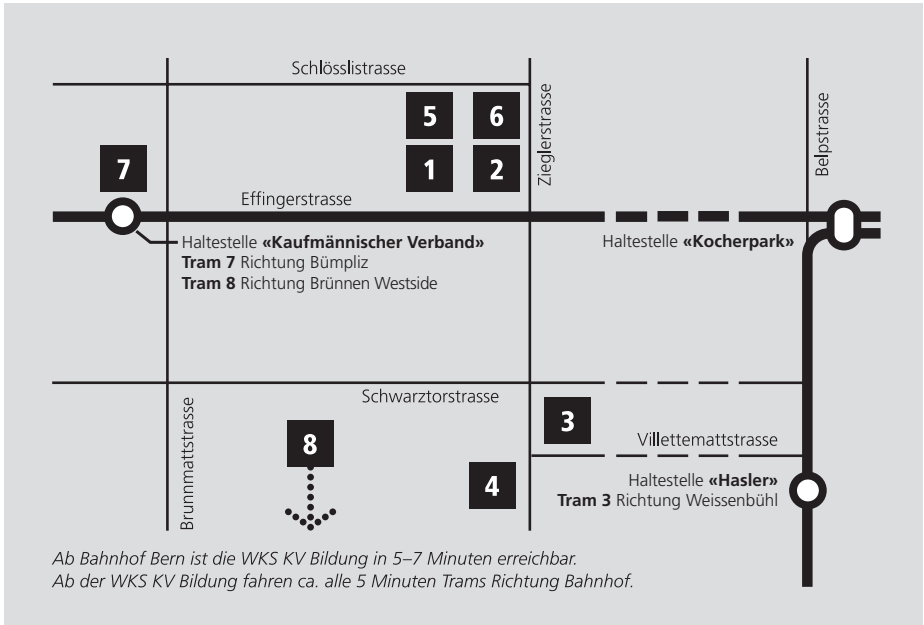 Schlösslistrasse
5
6
Zieglerstrasse
Belpstrasse
7
1
2
Effingerstrasse
Haltestelle «Kaufmännischer Verband»
Tram 7 Richtung Bümpliz
Tram 8 Richtung Brünnen Westside
Haltestelle «Kocherpark»
Schwarztorstrasse
Brunnmattstrasse
8
3
Villettemattstrasse
4
Haltestelle «Hasler»
Tram 3 Richtung Weissenbühl
Ab Bahnhof Bern ist die WKS KV Bildung in 5–7 Minuten erreichbar.
Ab der WKS KV Bildung fahren ca. alle 5 Minuten Trams Richtung Bahnhof.